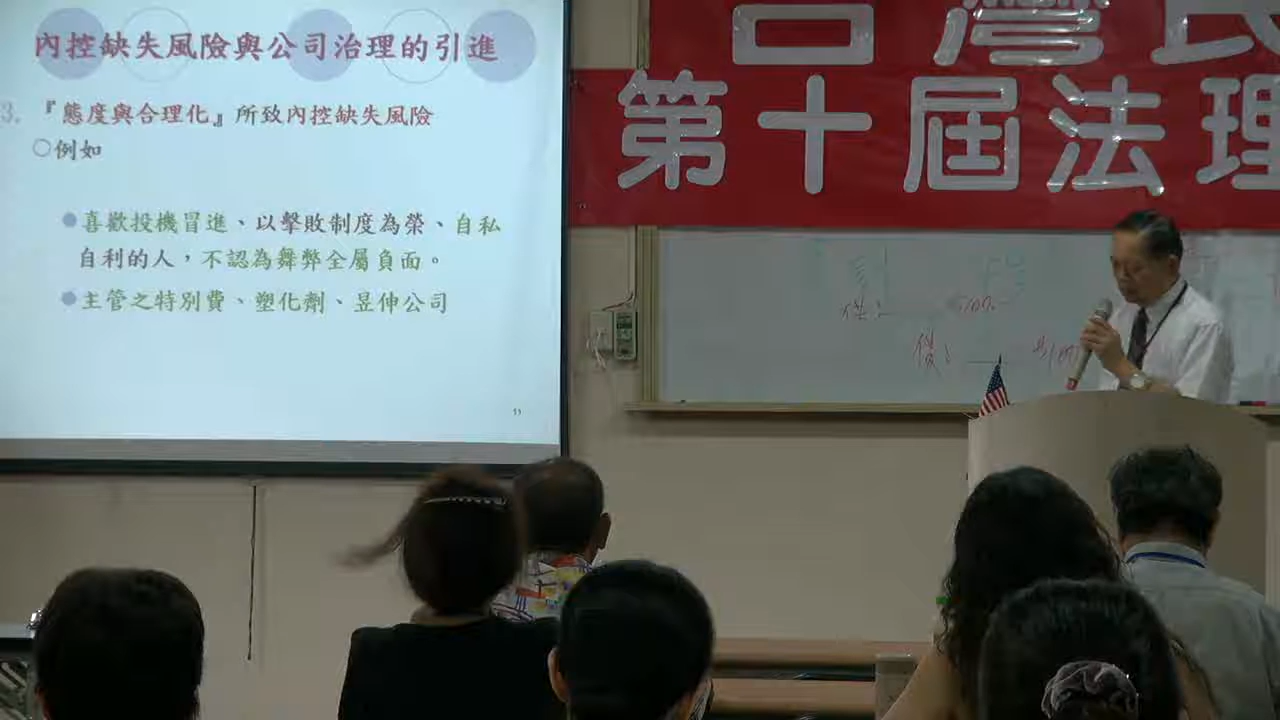 內控缺失風險與公司治理的引進
3. 『態度與合理化』所致內控缺失風險
○例如
喜歡投機冒進、以擊敗制度為榮、自私
自利的人，不認為舞弊全屬負面。
主管之特別費、塑化劑、昱伸公司
11
台灣民
第十屆法理